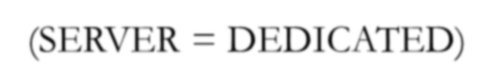 (SERVER = DEDICATED)